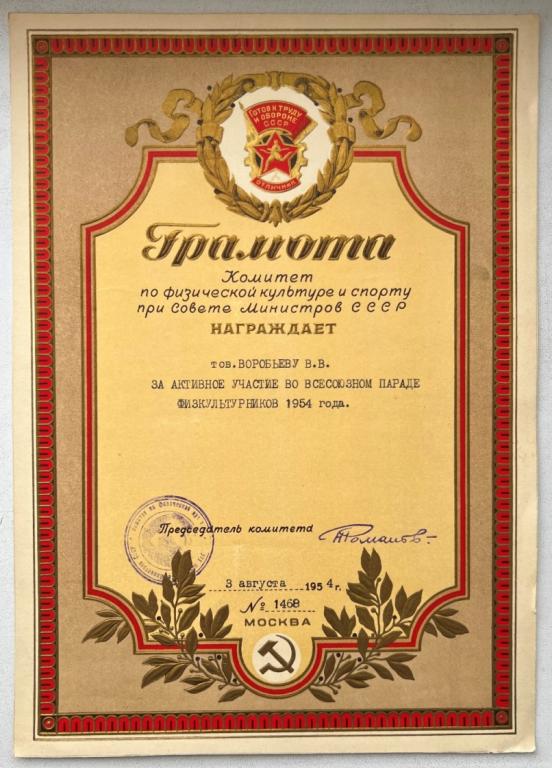 ГОТОВ К ТРУДУ
И ОБОРОНЕ
СССР
ОТЛИЧНИК
Грамота
Комитет
по физической культуре и спорту
при Совете Министров СССР
НАГРАЖДАЕТ
тов.ВОРОБЬЕВУ В.В.
ЗА АКТИВНОЕ УЧАСТИЕ ВО ВСЕСОЮЗНОМ ПАРАДЕ
ФИЗКУЛЬТУРНИКОВ 1954 года.
Председатель комитета
Романов
3 августа 1954 г.
№ 1468
МОСКВА